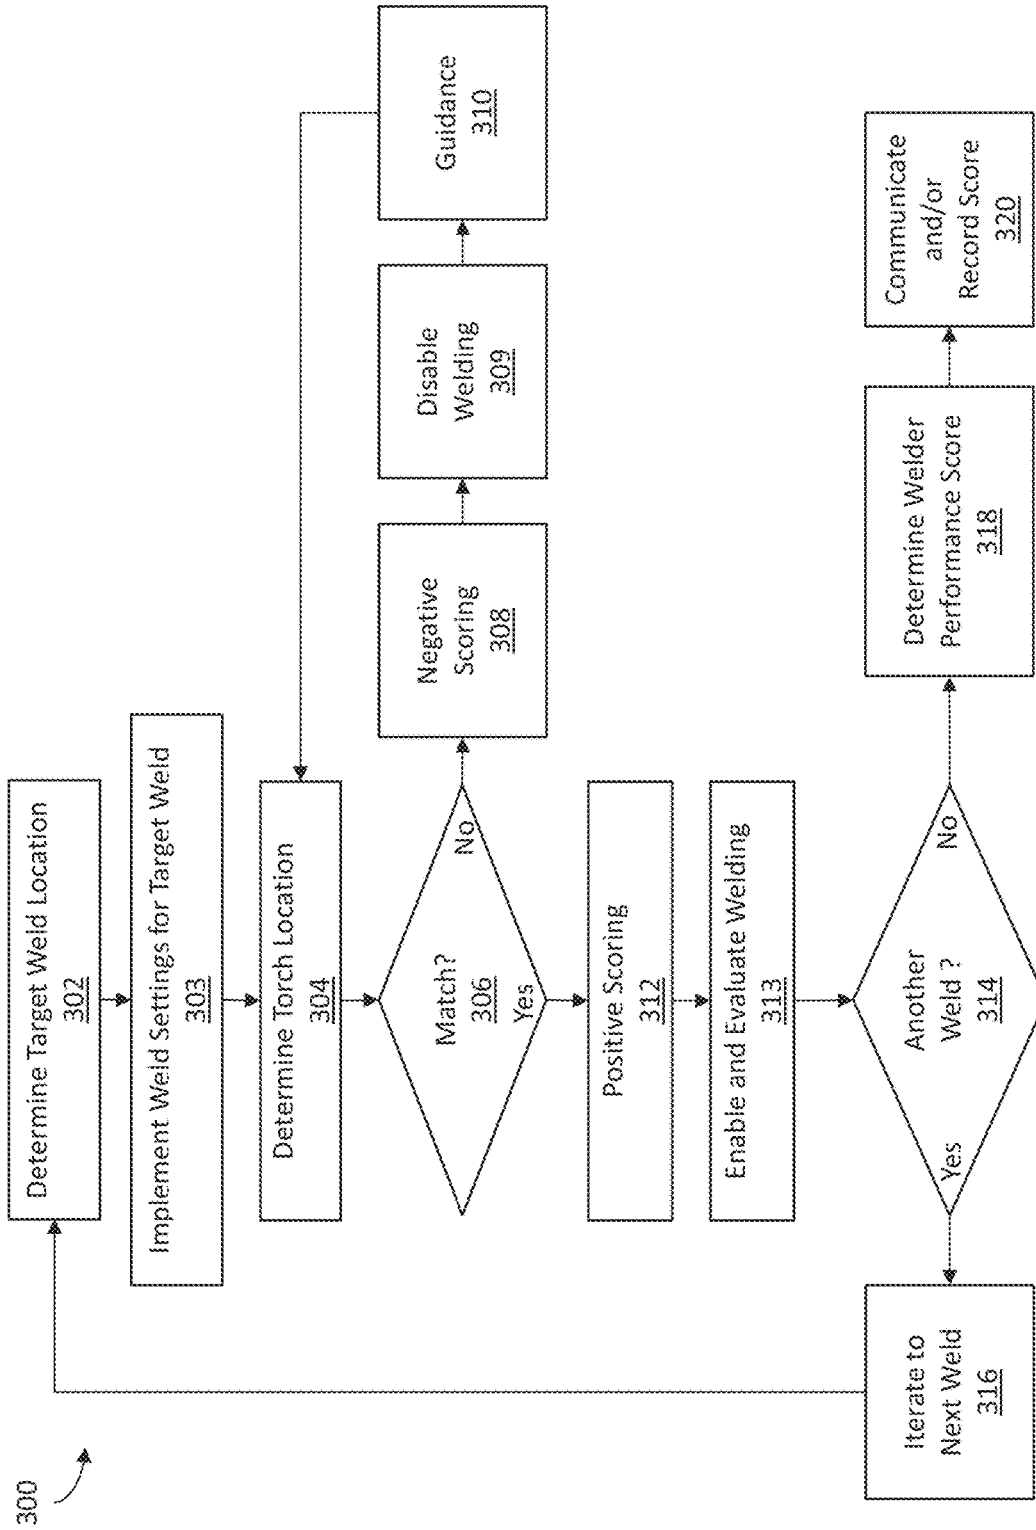 300
Determine Target Weld Location
302
Implement Weld Settings for Target Weld
303
Determine Torch Location
304
Match?
306
No
Yes
Negative
Scoring
308
Disable
Welding
309
Guidance
310
Positive Scoring
312
Enable and Evaluate Welding
313
Another
Weld ?
314
Yes
No
Iterate to
Next Weld
316
Determine Welder
Performance Score
318
Communicate
and/or
Record Score
320